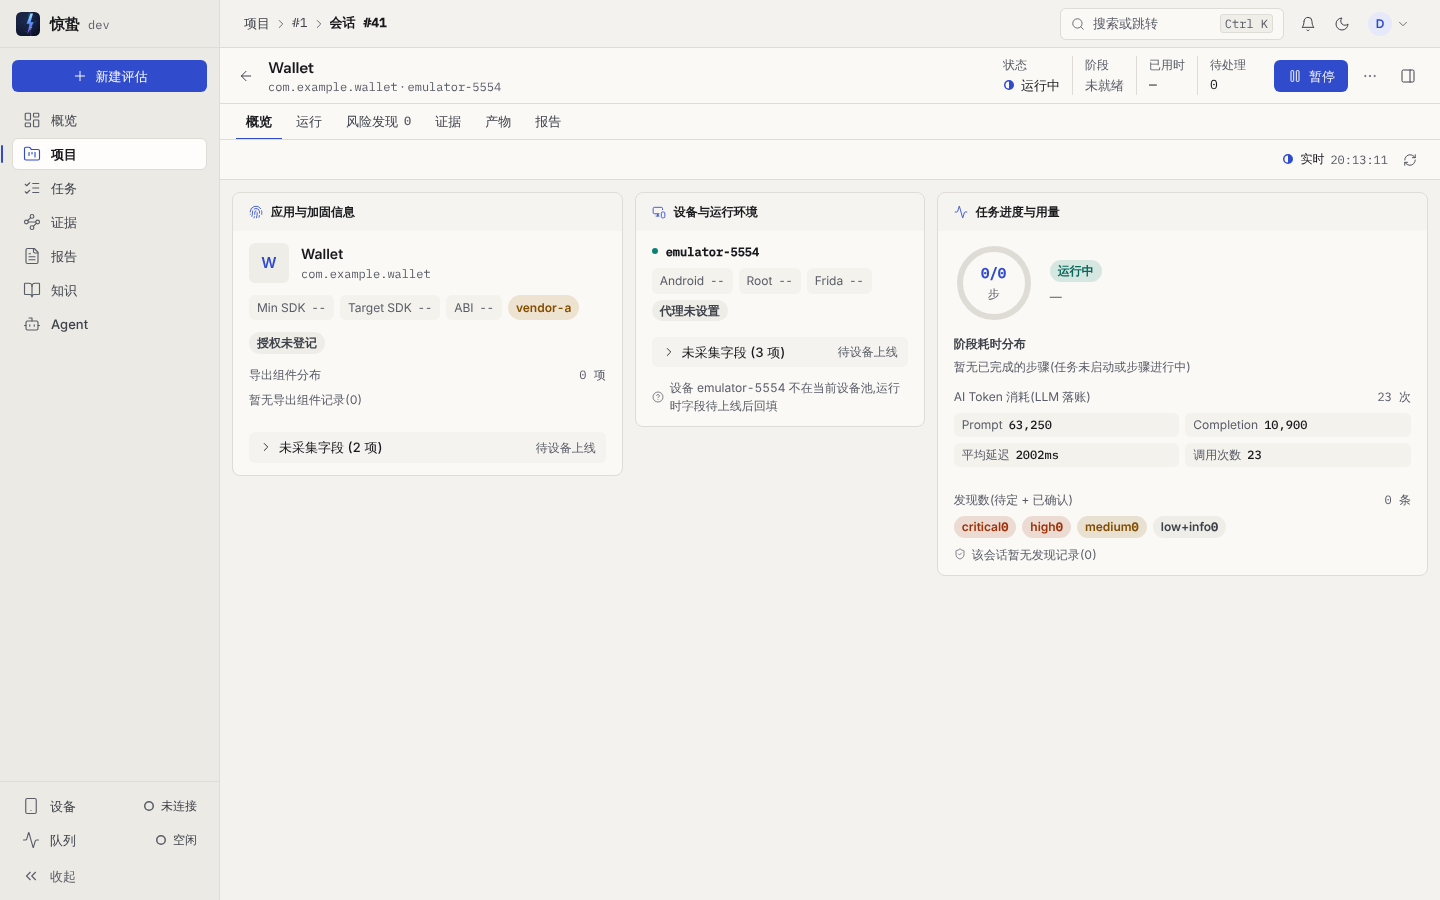 惊蛰 dev
项目 > #1 > 会话 #41
搜索或跳转 Ctrl K
D
新建评估
概览
项目
任务
证据
报告
知识
Agent
设备 未连接
队列 空闲
收起
Wallet
com.example.wallet · emulator-5554
状态 阶段 已用时 待处理
运行中 未就绪 — 0
暂停
概览 运行 风险发现 0 证据 产物 报告
实时 20:13:11
应用与加固信息
W
Wallet
com.example.wallet
Min SDK -- Target SDK -- ABI -- vendor-a
授权未登记
导出组件分布 0 项
暂无导出组件记录(0)
未采集字段 (2 项) 待设备上线
设备与运行环境
emulator-5554
Android -- Root -- Frida --
代理未设置
未采集字段 (3 项) 待设备上线
设备 emulator-5554 不在当前设备池,运行
时字段待上线后回填
任务进度与用量
0/0
步
运行中
—
阶段耗时分布
暂无已完成的步骤(任务未启动或步骤进行中)
AI Token 消耗(LLM 落账) 23 次
Prompt 63,250 Completion 10,900
平均延迟 2002ms 调用次数 23
发现数(待定 + 已确认) 0 条
critical0 high0 medium0 low+info0
该会话暂无发现记录(0)